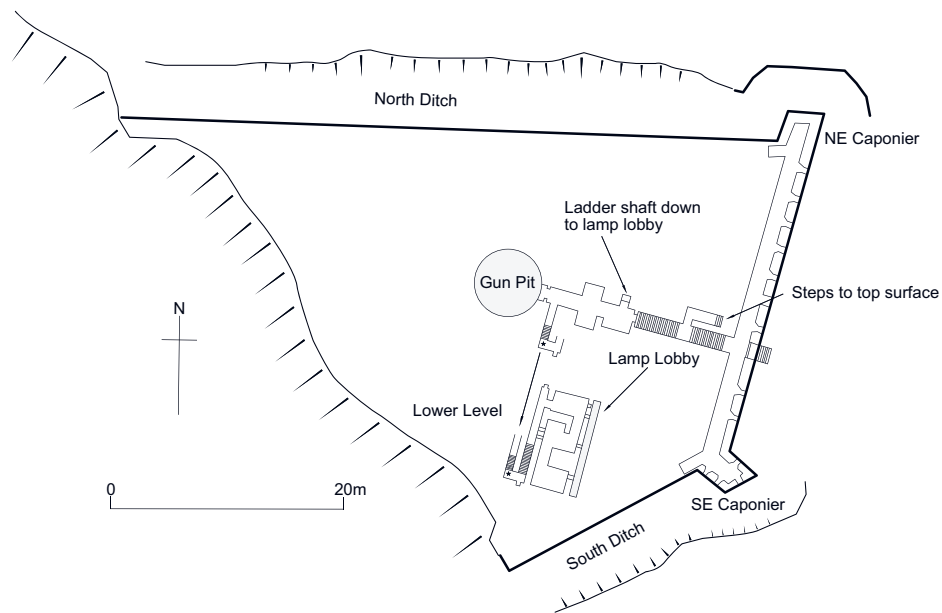 North Ditch
NE Caponier
Ladder shaft down
to lamp lobby
Gun Pit
Steps to top surface
N
Lamp Lobby
Lower Level
0 20m
SE Caponier
South Ditch